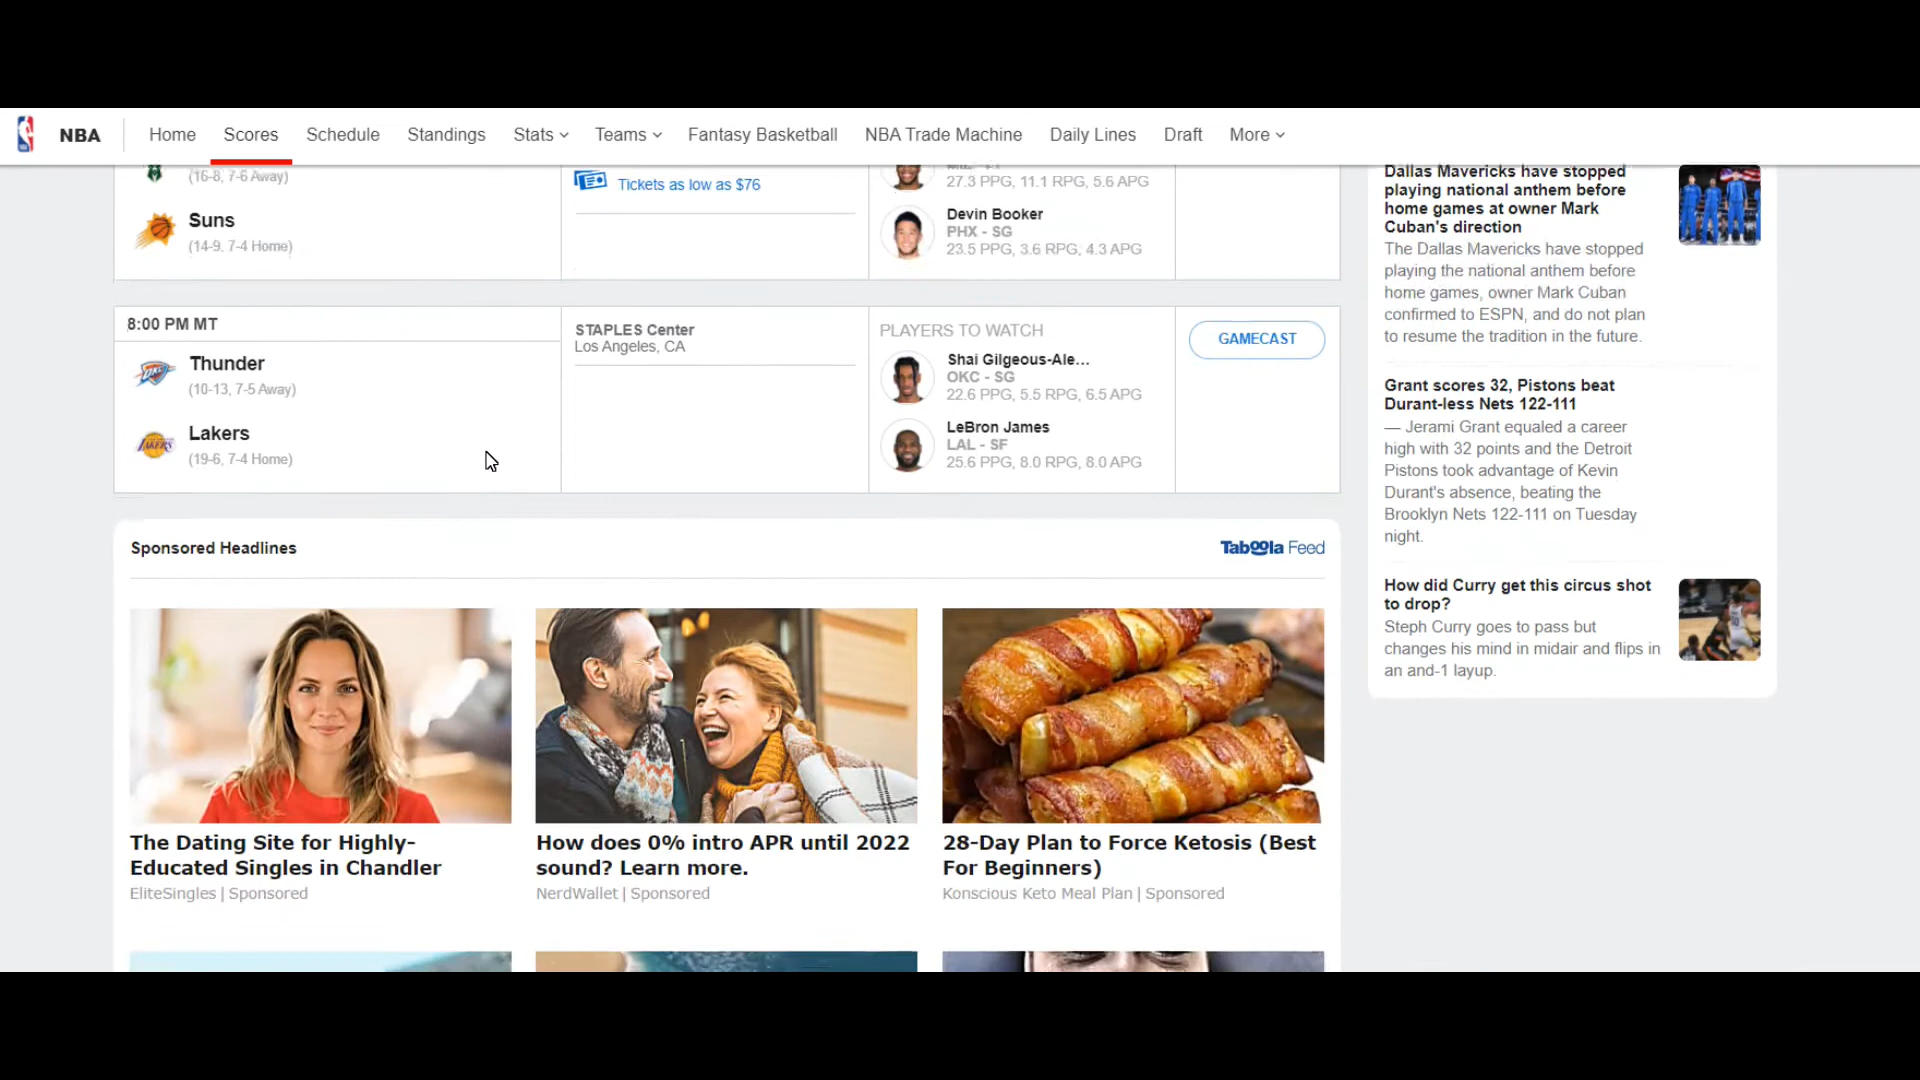 NBA
Home
Scores
Schedule
Standings
Stats
Teams
Fantasy Basketball
NBA Trade Machine
Daily Lines
Draft
More
(16-8, 7-6 Away)
Suns
(14-9, 7-4 Home)
Tickets as low as $76
27.3 PPG, 11.1 RPG, 5.6 APG
Devin Booker
PHX - SG
23.5 PPG, 3.6 RPG, 4.3 APG
8:00 PM MT
Thunder
(10-13, 7-5 Away)
Lakers
(19-6, 7-4 Home)
STAPLES Center
Los Angeles, CA
PLAYERS TO WATCH
Shai Gilgeous-Ale...
OKC - SG
22.6 PPG, 5.5 RPG, 6.5 APG
LeBron James
LAL - SF
25.6 PPG, 8.0 RPG, 8.0 APG
GAMECAST
Sponsored Headlines
Taboola Feed
The Dating Site for Highly-
Educated Singles in Chandler
EliteSingles | Sponsored
How does 0% intro APR until 2022
sound? Learn more.
NerdWallet | Sponsored
28-Day Plan to Force Ketosis (Best
For Beginners)
Konscious Keto Meal Plan | Sponsored
Dallas Mavericks have stopped
playing national anthem before
home games at owner Mark
Cuban's direction
The Dallas Mavericks have stopped
playing the national anthem before
home games, owner Mark Cuban
confirmed to ESPN, and do not plan
to resume the tradition in the future.
Grant scores 32, Pistons beat
Durant-less Nets 122-111
— Jerami Grant equaled a career
high with 32 points and the Detroit
Pistons took advantage of Kevin
Durant's absence, beating the
Brooklyn Nets 122-111 on Tuesday
night.
How did Curry get this circus shot
to drop?
Steph Curry goes to pass but
changes his mind in midair and flips in
an and-1 layup.